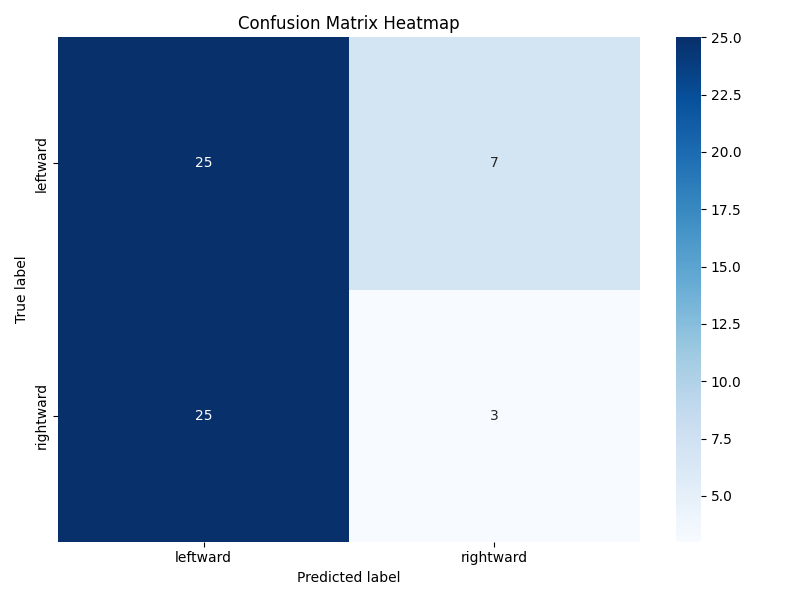 Confusion Matrix Heatmap
True label
leftward
rightward
25
7
25
3
leftward
rightward
Predicted label
25.0
22.5
20.0
17.5
15.0
12.5
10.0
7.5
5.0